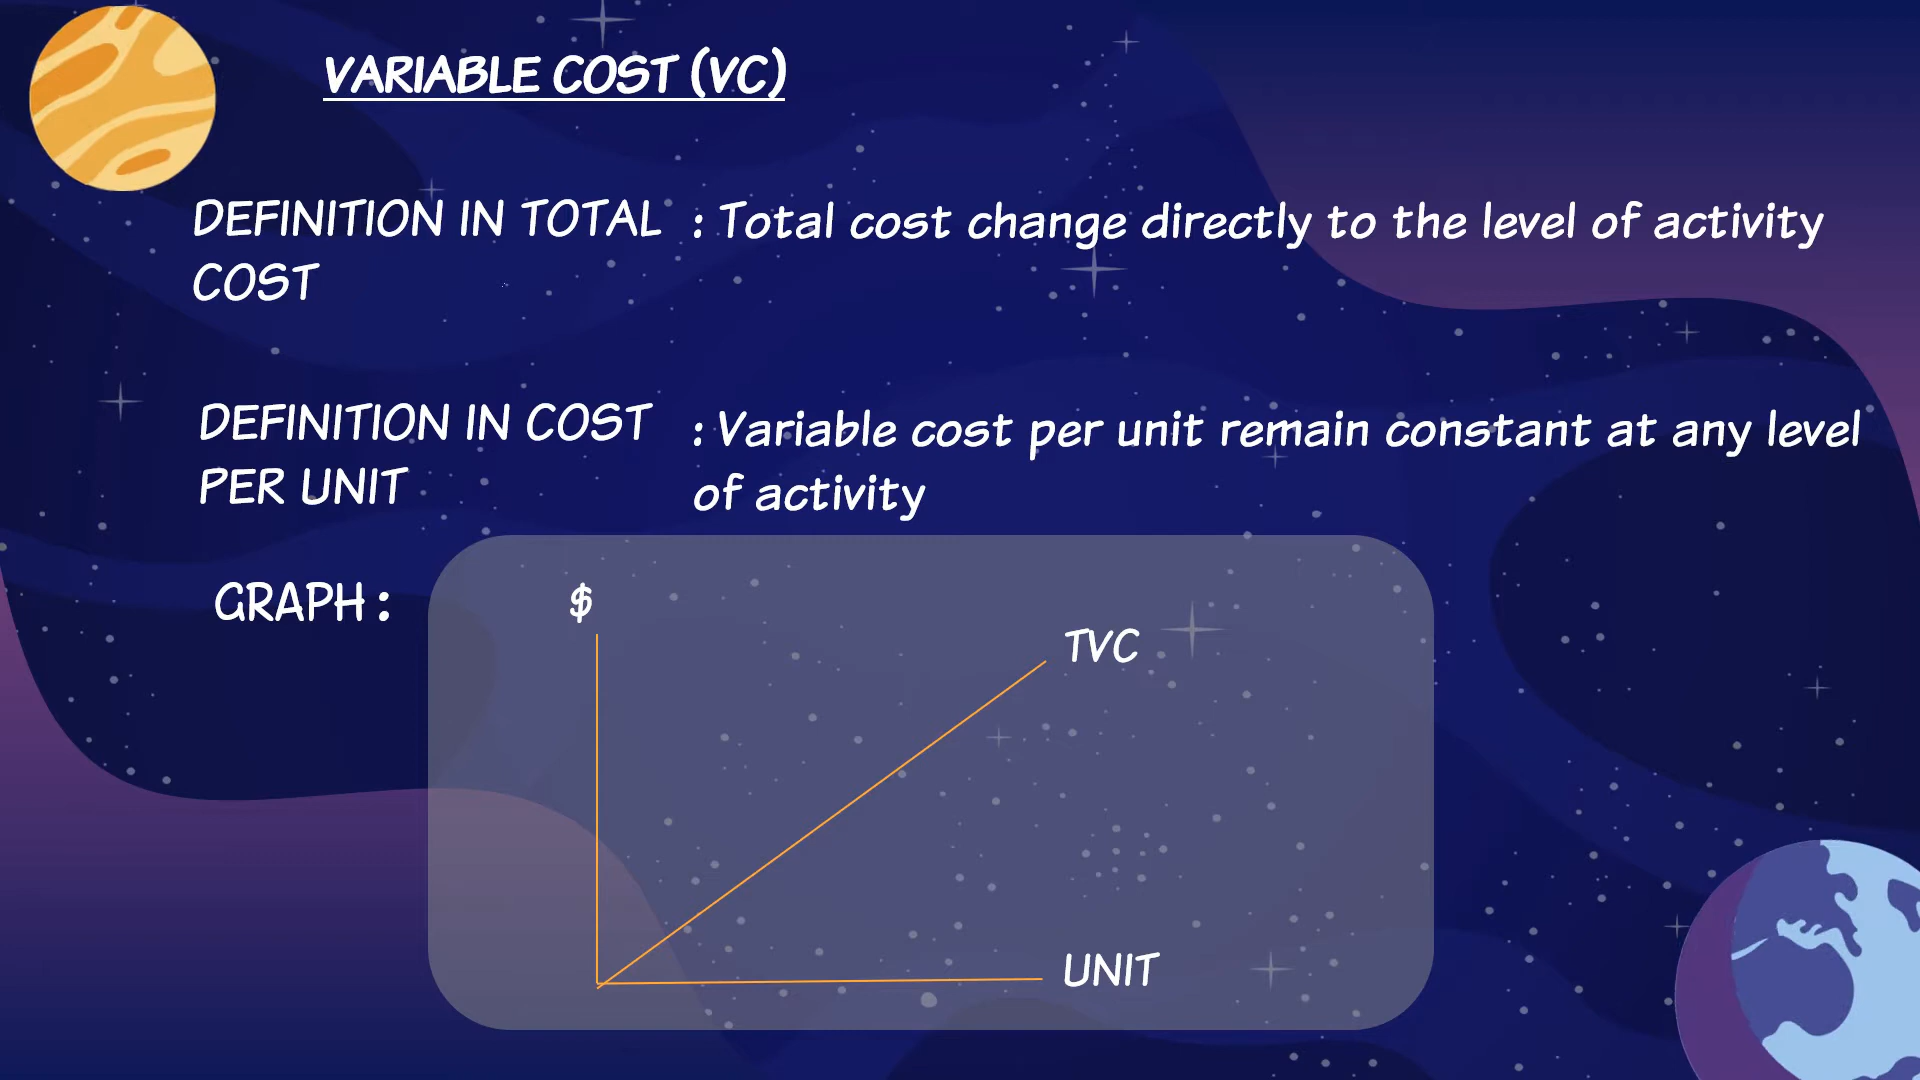 VARIABLE COST (VC)
DEFINITION IN TOTAL : Total cost change directly to the level of activity
COST
DEFINITION IN COST : Variable cost per unit remain constant at any level
PER UNIT of activity
GRAPH :
$
TVC
UNIT